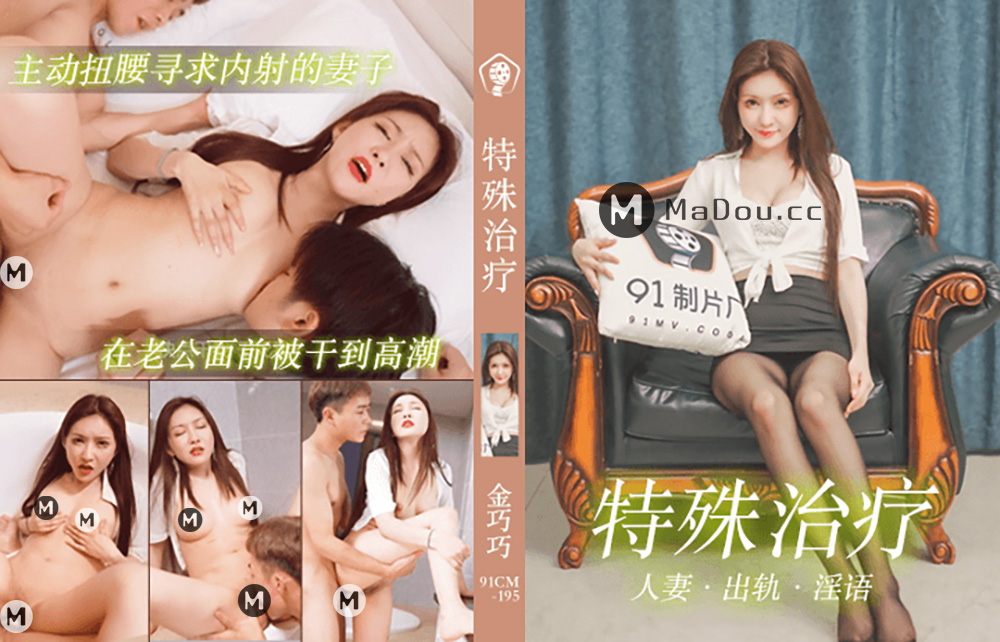 主动扭腰寻求内射的妻子
在老公面前被干到高潮
M
M
M
M
M
M
M
M
特殊治疗
金巧巧
91CM
-195
M MaDou.cc
91制片厂
91MV.CO
特殊治疗
人妻·出轨·淫语